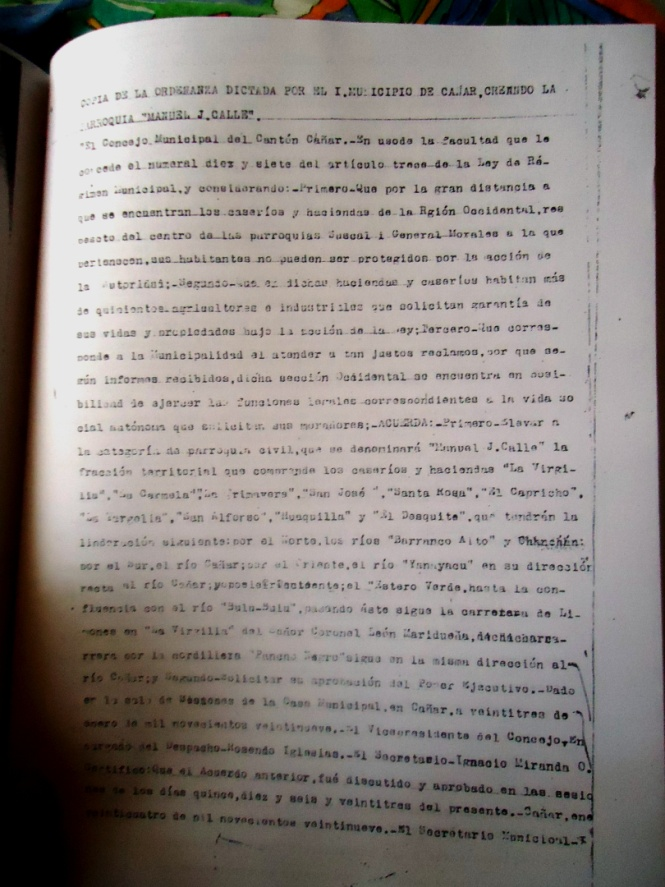 COPIA DE LA ORDENANZA DICTADA POR EL I.MUNICIPIO DE CAÑAR,CREANDO LA
PARROQUIA "MANUEL J.CALLE".
"El Concejo Municipal del Cantón Cañar.-En usode la facultad que le
concede el numeral diez y siete del artículo trece de la Ley de Ré-
gimen Municipal,y considerando:-Primero-Que por la gran distancia a
que se encuentran los caseríos y haciendas de la Rgión Occidental,res
pecto del centro de las parroquias Suscal i General Morales a la que
pertenecen,sus habitantes no pueden ser protegidos por la acción de
la Autoridad;-Segundo-Que en dichas haciendas y caseríos habitan más
de quinientos agricultores e industriales que solicitan garantía de
sus vidas y propiedades bajo la acción de la ley;Tercero-Que corres-
ponde a la Municipalidad el atender a tan justos reclamos,por que se-
gún informes recibidos,dicha sección Occidental se encuentra en posi-
bilidad de ejercer las funciones legales correspondientes a la vida so
cial autónoma que solicitan sus moradores;-ACUERDA:-Primero-Elevar a
la categoría de parroquia civil,que se denominará "Manuel J.Calle" la
fracción territorial que comprende los caseríos y haciendas "La Virgi-
lia","La Carmela","La Primavera","San José ","Santa Rosa","El Capricho",
"La Margelia","San Alfonso","Huaquilla" y "El Desquite",que tendrán la
linderación siguiente:por el Norte,los ríos "Barranco Alto" y Chanchán:
por el Sur,el río Cañar;por el Oriente,el río "Yanayacu" en su dirección
recta al río Cañar;y Occidente;el "Estero Verde,hasta la con-
fluencia con el río "Bulu-Bulu",pasando éste sigue la carretera de Li-
mones en "La Virgilia" del Señor Coronel León Maridueña,
por la cordillera "Pancho Negro"sigue en la misma dirección al
río Cañar;y Segundo-Solicitar su aprobación del Poder Ejecutivo.-Dado
en la sala de Sesiones de la Casa Municipal,en Cañar,a veintitres de
enero de mil novecientos veintinueve.-El Vicepresidente del Concejo,En
cargado del Despacho-Rosendo Iglesias.-El Secretario-Ignacio Miranda O.
Certifico:Que el Acuerdo anterior,fué discutido y aprobado en las sesio
nes de los días quince,diez y seis y veintitres del presente.-Cañar,ene
veinticuatro de mil novecientos veintinueve.-El Secretario Municipal-